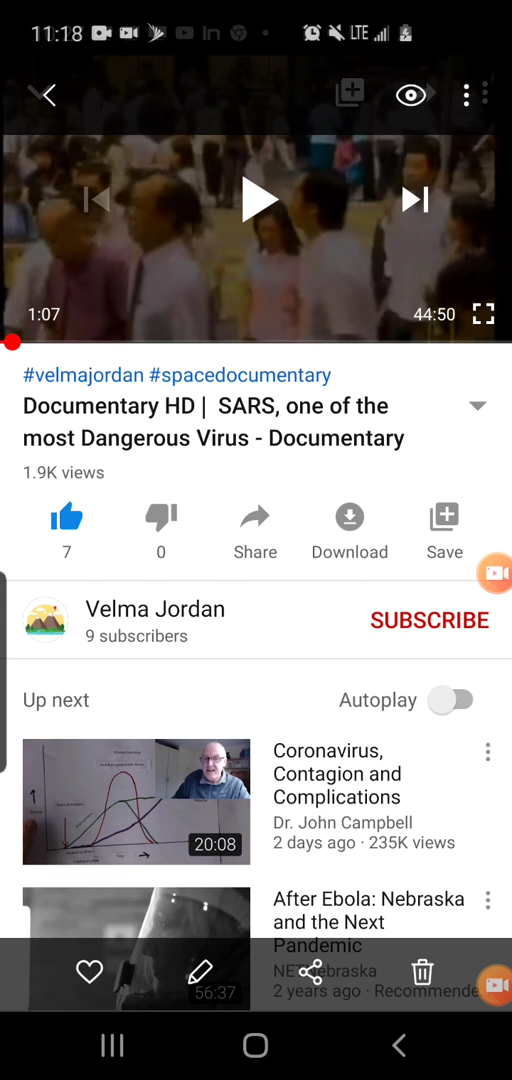 11:18
LTE
1:07
44:50
#velmajordan #spacedocumentary
Documentary HD | SARS, one of the
most Dangerous Virus - Documentary
1.9K views
7
0
Share
Download
Save
Velma Jordan
9 subscribers
SUBSCRIBE
Up next
Autoplay
20:08
Coronavirus,
Contagion and
Complications
Dr. John Campbell
2 days ago · 235K views
After Ebola: Nebraska
and the Next
Pandemic
2 years ago · Recommende
56:37